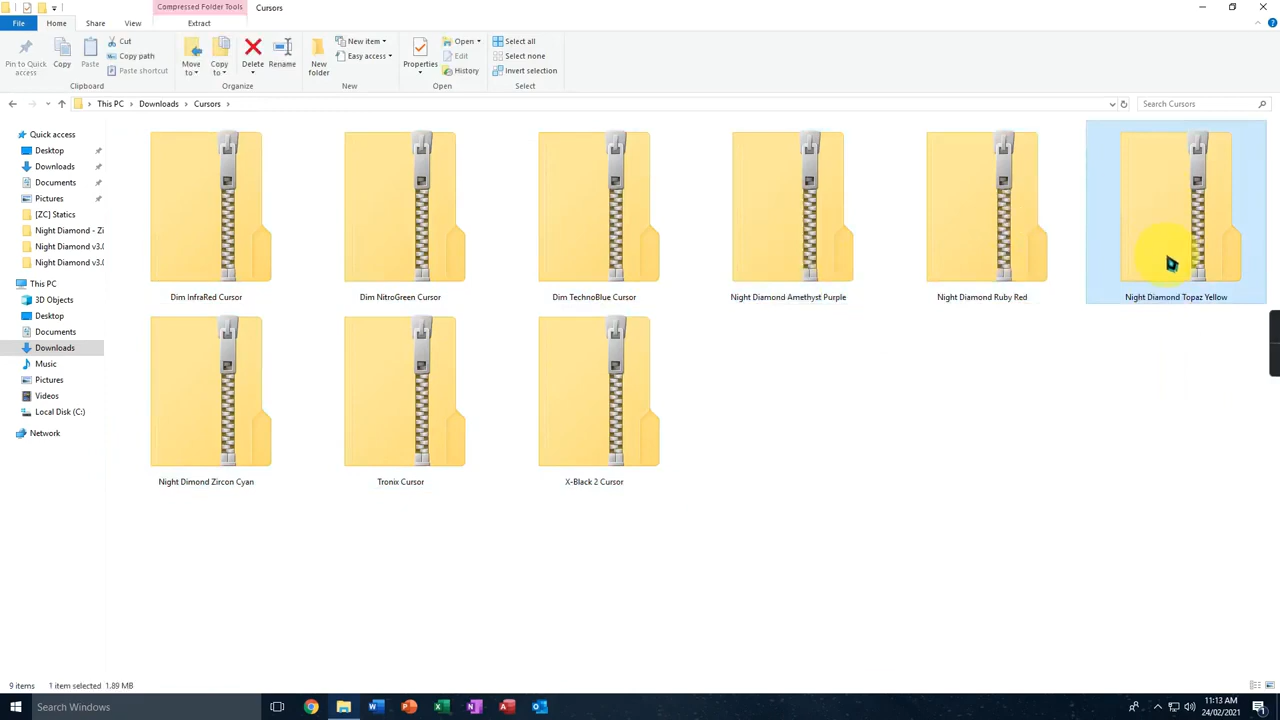 Compressed Folder Tools
Cursors
File
Home
Share
View
Extract
Pin to Quick access
Copy
Paste
Cut
Copy path
Paste shortcut
Clipboard
Move to
Copy to
Delete
Rename
Organize
New folder
New item
Easy access
New
Properties
Open
Edit
History
Open
Select all
Select none
Invert selection
Select
This PC > Downloads > Cursors >
Search Cursors
Quick access
Desktop
Downloads
Documents
Pictures
[ZC] Statics
Night Diamond - Zi
Night Diamond v3.0
Night Diamond v3.0
This PC
3D Objects
Desktop
Documents
Downloads
Music
Pictures
Videos
Local Disk (C:)
Network
Dim InfraRed Cursor
Dim NitroGreen Cursor
Dim TechnoBlue Cursor
Night Diamond Amethyst Purple
Night Diamond Ruby Red
Night Diamond Topaz Yellow
Night Dimond Zircon Cyan
Tronix Cursor
X-Black 2 Cursor
9 items
1 item selected 1.89 MB
Search Windows
11:13 AM
24/02/2021